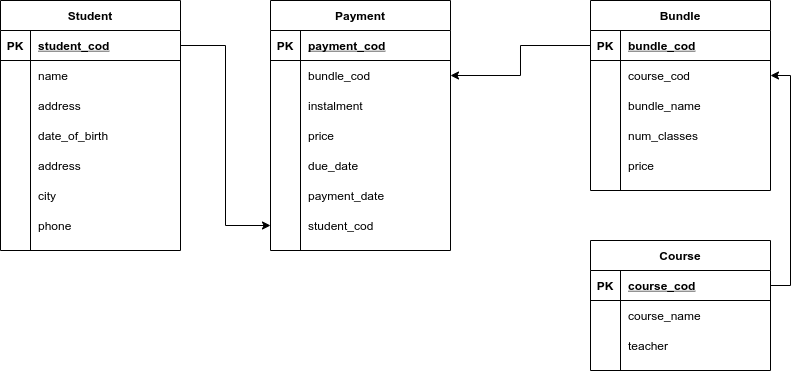 Student
PK student_cod
name
address
date_of_birth
address
city
phone
Payment
PK payment_cod
bundle_cod
instalment
price
due_date
payment_date
student_cod
Bundle
PK bundle_cod
course_cod
bundle_name
num_classes
price
Course
PK course_cod
course_name
teacher